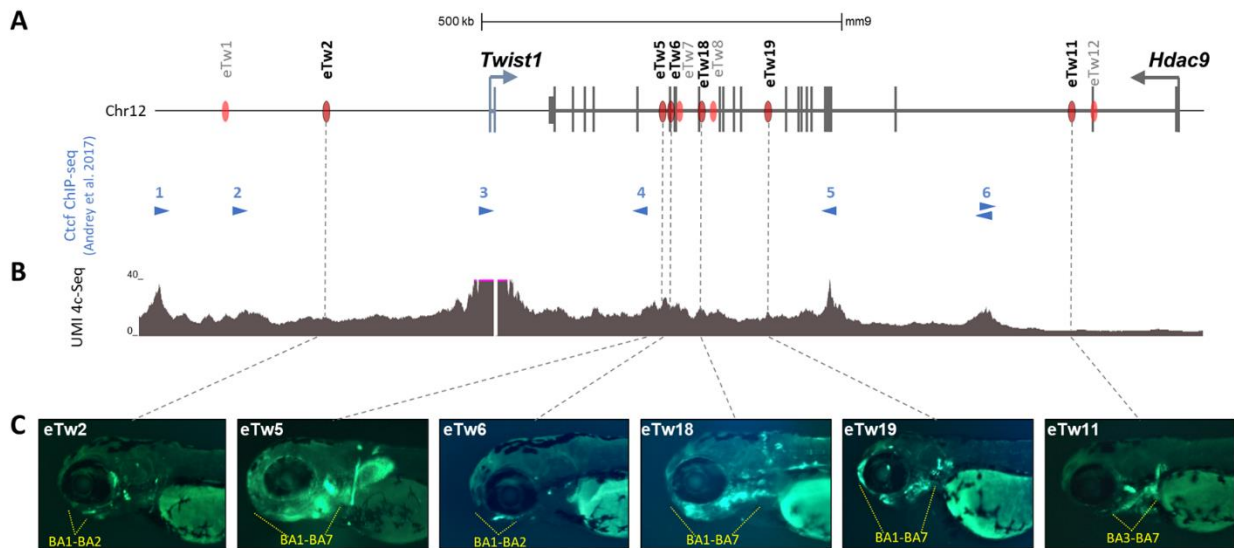 A
500 kb
mm9
eTw1
eTw2
Twist1
eTw5
eTw6
eTw7
eTw18
eTw8
eTw19
eTw11
eTw12
Hdac9
Chr12
Ctcf ChIP-seq
(Andrey et al. 2017)
1
2
3
4
5
6
B
UMI 4c-Seq
40_
0_
C
eTw2
eTw5
eTw6
eTw18
eTw19
eTw11
BA1-BA2
BA1-BA7
BA1-BA2
BA1-BA7
BA1-BA7
BA3-BA7